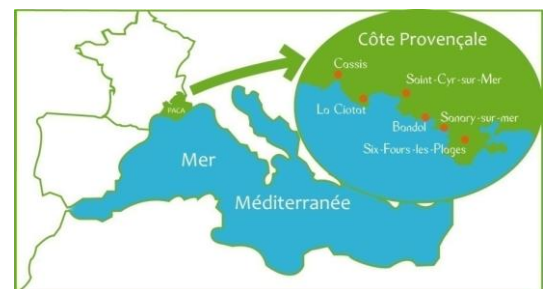 Côte Provençale
Cassis
Saint-Cyr-sur-Mer
La Ciotat
Bandol
Sanary-sur-mer
Six-Fours-les-Plages
PACA
Mer
Méditerranée